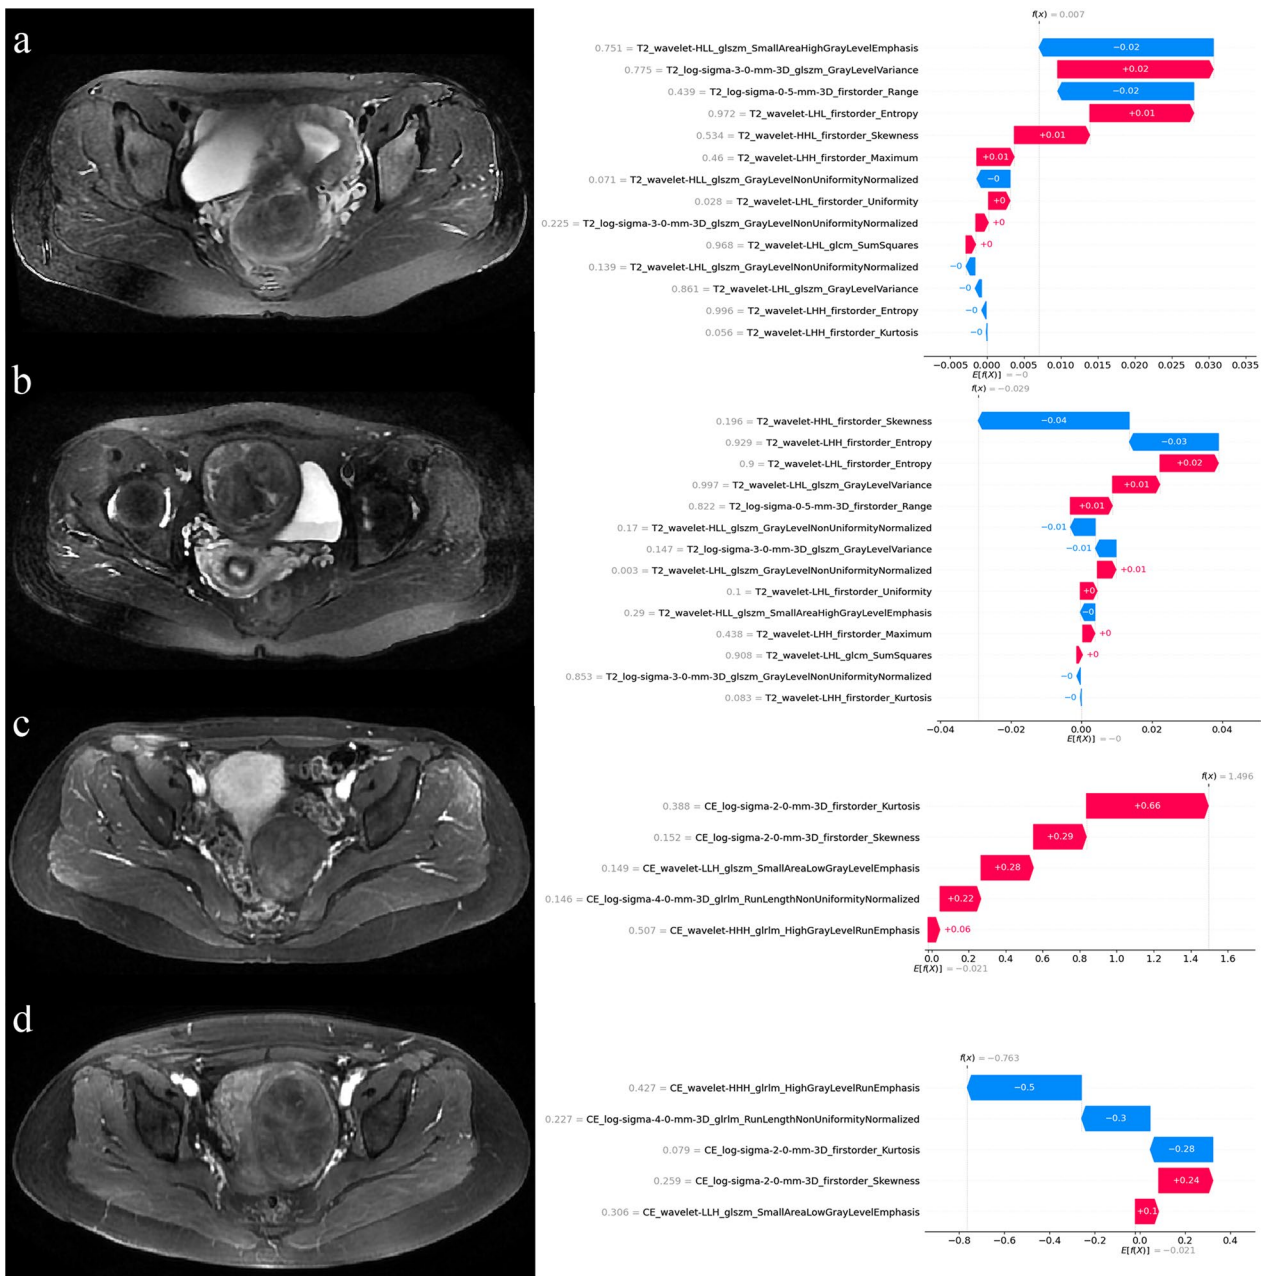 a
f(x) = 0.007
0.751 = T2_wavelet-HLL_glszm_SmallAreaHighGrayLevelEmphasis −0.02
0.775 = T2_log-sigma-3-0-mm-3D_glszm_GrayLevelVariance +0.02
0.439 = T2_log-sigma-0-5-mm-3D_firstorder_Range −0.02
0.972 = T2_wavelet-LHL_firstorder_Entropy +0.01
0.534 = T2_wavelet-HHL_firstorder_Skewness +0.01
0.46 = T2_wavelet-LHH_firstorder_Maximum +0.01
0.071 = T2_wavelet-HLL_glszm_GrayLevelNonUniformityNormalized −0
0.028 = T2_wavelet-LHL_firstorder_Uniformity +0
0.225 = T2_log-sigma-3-0-mm-3D_glszm_GrayLevelNonUniformityNormalized +0
0.968 = T2_wavelet-LHL_glcm_SumSquares +0
0.139 = T2_wavelet-LHL_glszm_GrayLevelNonUniformityNormalized −0
0.861 = T2_wavelet-LHL_glszm_GrayLevelVariance −0
0.996 = T2_wavelet-LHH_firstorder_Entropy −0
0.056 = T2_wavelet-LHH_firstorder_Kurtosis −0
−0.005 0.000 0.005 0.010 0.015 0.020 0.025 0.030 0.035
E[f(X)] = −0
b
f(x) = −0.029
0.196 = T2_wavelet-HHL_firstorder_Skewness −0.04
0.929 = T2_wavelet-LHH_firstorder_Entropy −0.03
0.9 = T2_wavelet-LHL_firstorder_Entropy +0.02
0.997 = T2_wavelet-LHL_glszm_GrayLevelVariance +0.01
0.822 = T2_log-sigma-0-5-mm-3D_firstorder_Range +0.01
0.17 = T2_wavelet-HLL_glszm_GrayLevelNonUniformityNormalized −0.01
0.147 = T2_log-sigma-3-0-mm-3D_glszm_GrayLevelVariance −0.01
0.003 = T2_wavelet-LHL_glszm_GrayLevelNonUniformityNormalized +0.01
0.1 = T2_wavelet-LHL_firstorder_Uniformity +0
0.29 = T2_wavelet-HLL_glszm_SmallAreaHighGrayLevelEmphasis −0
0.438 = T2_wavelet-LHH_firstorder_Maximum +0
0.908 = T2_wavelet-LHL_glcm_SumSquares +0
0.853 = T2_log-sigma-3-0-mm-3D_glszm_GrayLevelNonUniformityNormalized −0
0.083 = T2_wavelet-LHH_firstorder_Kurtosis −0
−0.04 −0.02 0.00 0.02 0.04
E[f(X)] = −0
c
f(x) = 1.496
0.388 = CE_log-sigma-2-0-mm-3D_firstorder_Kurtosis +0.66
0.152 = CE_log-sigma-2-0-mm-3D_firstorder_Skewness +0.29
0.149 = CE_wavelet-LLH_glszm_SmallAreaLowGrayLevelEmphasis +0.28
0.146 = CE_log-sigma-4-0-mm-3D_glrlm_RunLengthNonUniformityNormalized +0.22
0.507 = CE_wavelet-HHH_glrlm_HighGrayLevelRunEmphasis +0.06
0.0 0.2 0.4 0.6 0.8 1.0 1.2 1.4 1.6
E[f(X)] = −0.021
d
f(x) = −0.763
0.427 = CE_wavelet-HHH_glrlm_HighGrayLevelRunEmphasis −0.5
0.227 = CE_log-sigma-4-0-mm-3D_glrlm_RunLengthNonUniformityNormalized −0.3
0.079 = CE_log-sigma-2-0-mm-3D_firstorder_Kurtosis −0.28
0.259 = CE_log-sigma-2-0-mm-3D_firstorder_Skewness +0.24
0.306 = CE_wavelet-LLH_glszm_SmallAreaLowGrayLevelEmphasis +0.1
−0.8 −0.6 −0.4 −0.2 0.0 0.2 0.4
E[f(X)] = −0.021